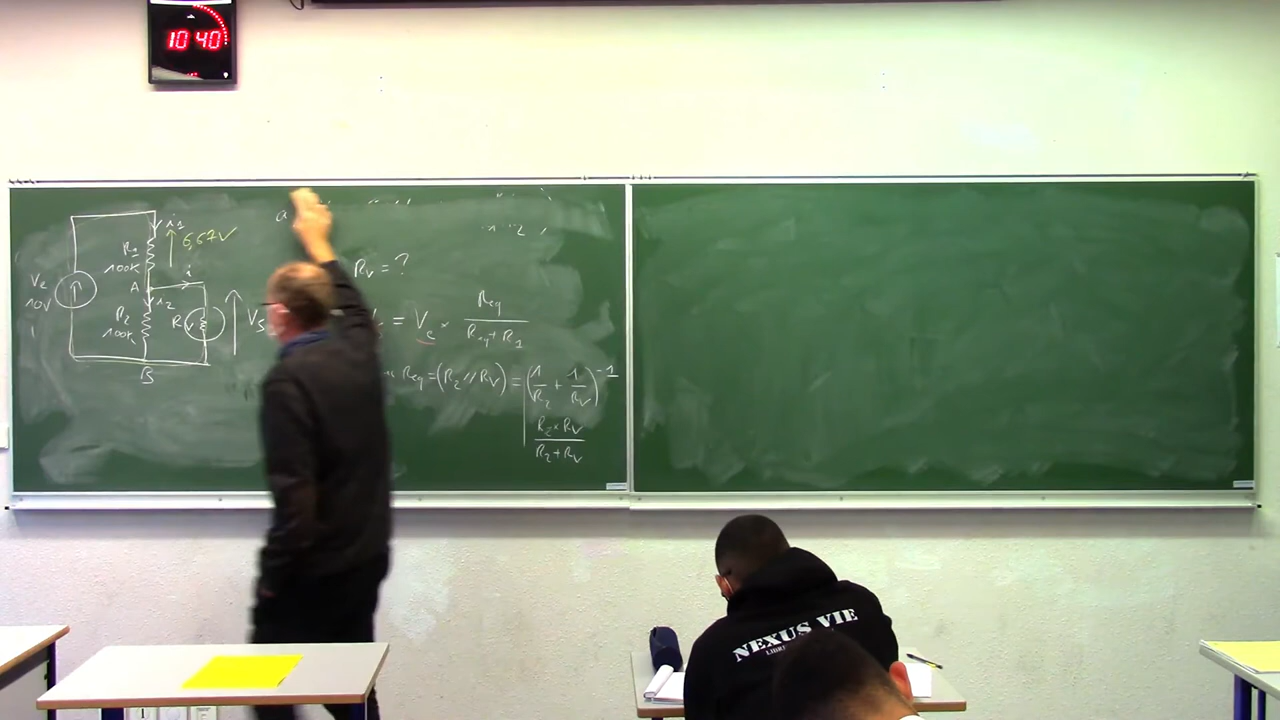 10 40
i1
6,67V
R1
100K
i
A
i2
Ve
10V
R2
100K
RV
VS
B
a
RV = ?
= Ve × Req / (Req + R1)
Req = (R2 // RV) = (1/R2 + 1/RV)^-1
R2 × RV / (R2 + RV)
NEXUS VIE